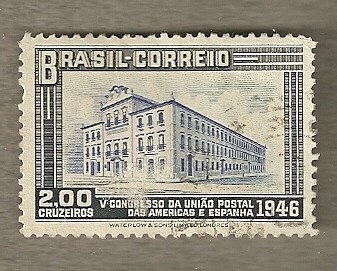 BRASIL-CORREIO
2.00 CRUZEIROS
V CONGRESSO DA UNIÃO POSTAL
DAS AMERICAS E ESPANHA
1946
WATERLOW & SONS LIMITED, LONDRES.